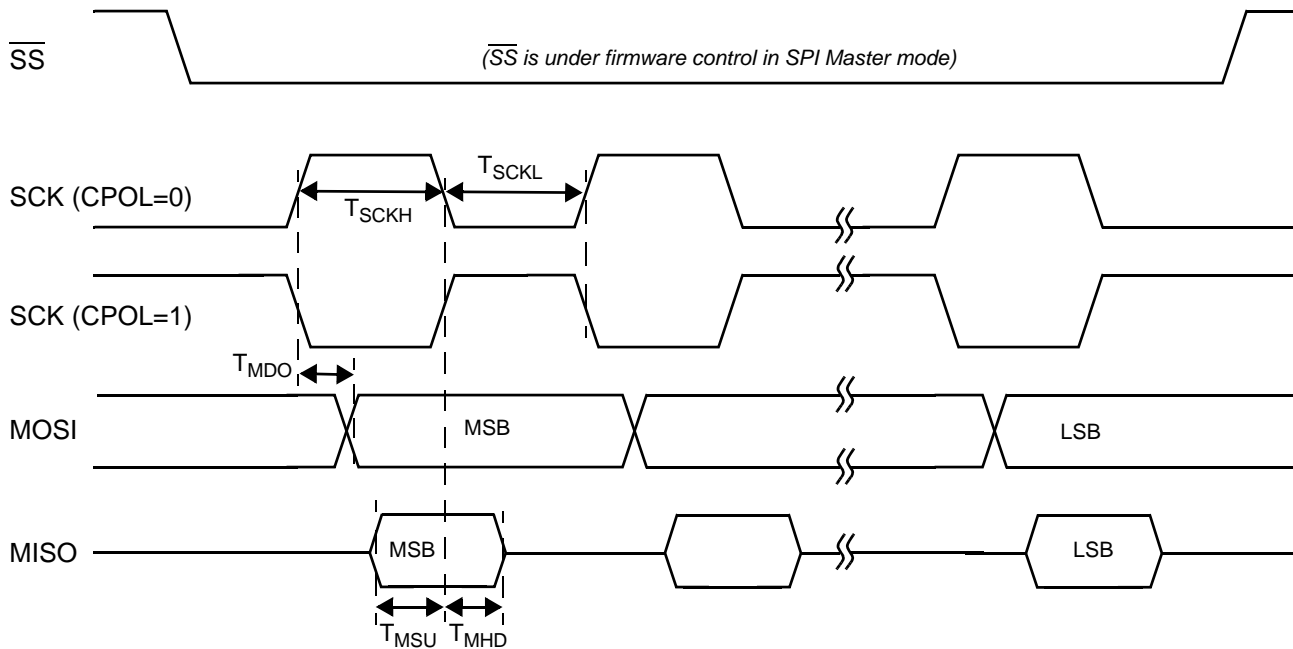 SS
(SS is under firmware control in SPI Master mode)
SCK (CPOL=0)
TSCKH
TSCKL
SCK (CPOL=1)
TMDO
MOSI
MSB
LSB
MISO
MSB
LSB
TMSU
TMHD